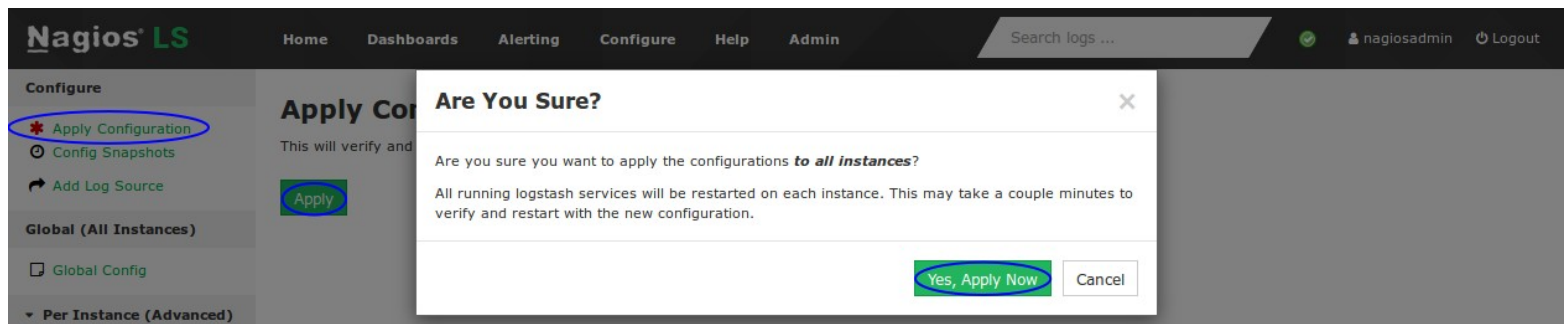 Nagios® LS
Home Dashboards Alerting Configure Help Admin
Search logs ...
nagiosadmin Logout
Configure
Apply Configuration
Config Snapshots
Add Log Source
Global (All Instances)
Global Config
Per Instance (Advanced)
Apply Con
This will verify and
Apply
Are You Sure?
Are you sure you want to apply the configurations to all instances?
All running logstash services will be restarted on each instance. This may take a couple minutes to
verify and restart with the new configuration.
Yes, Apply Now Cancel